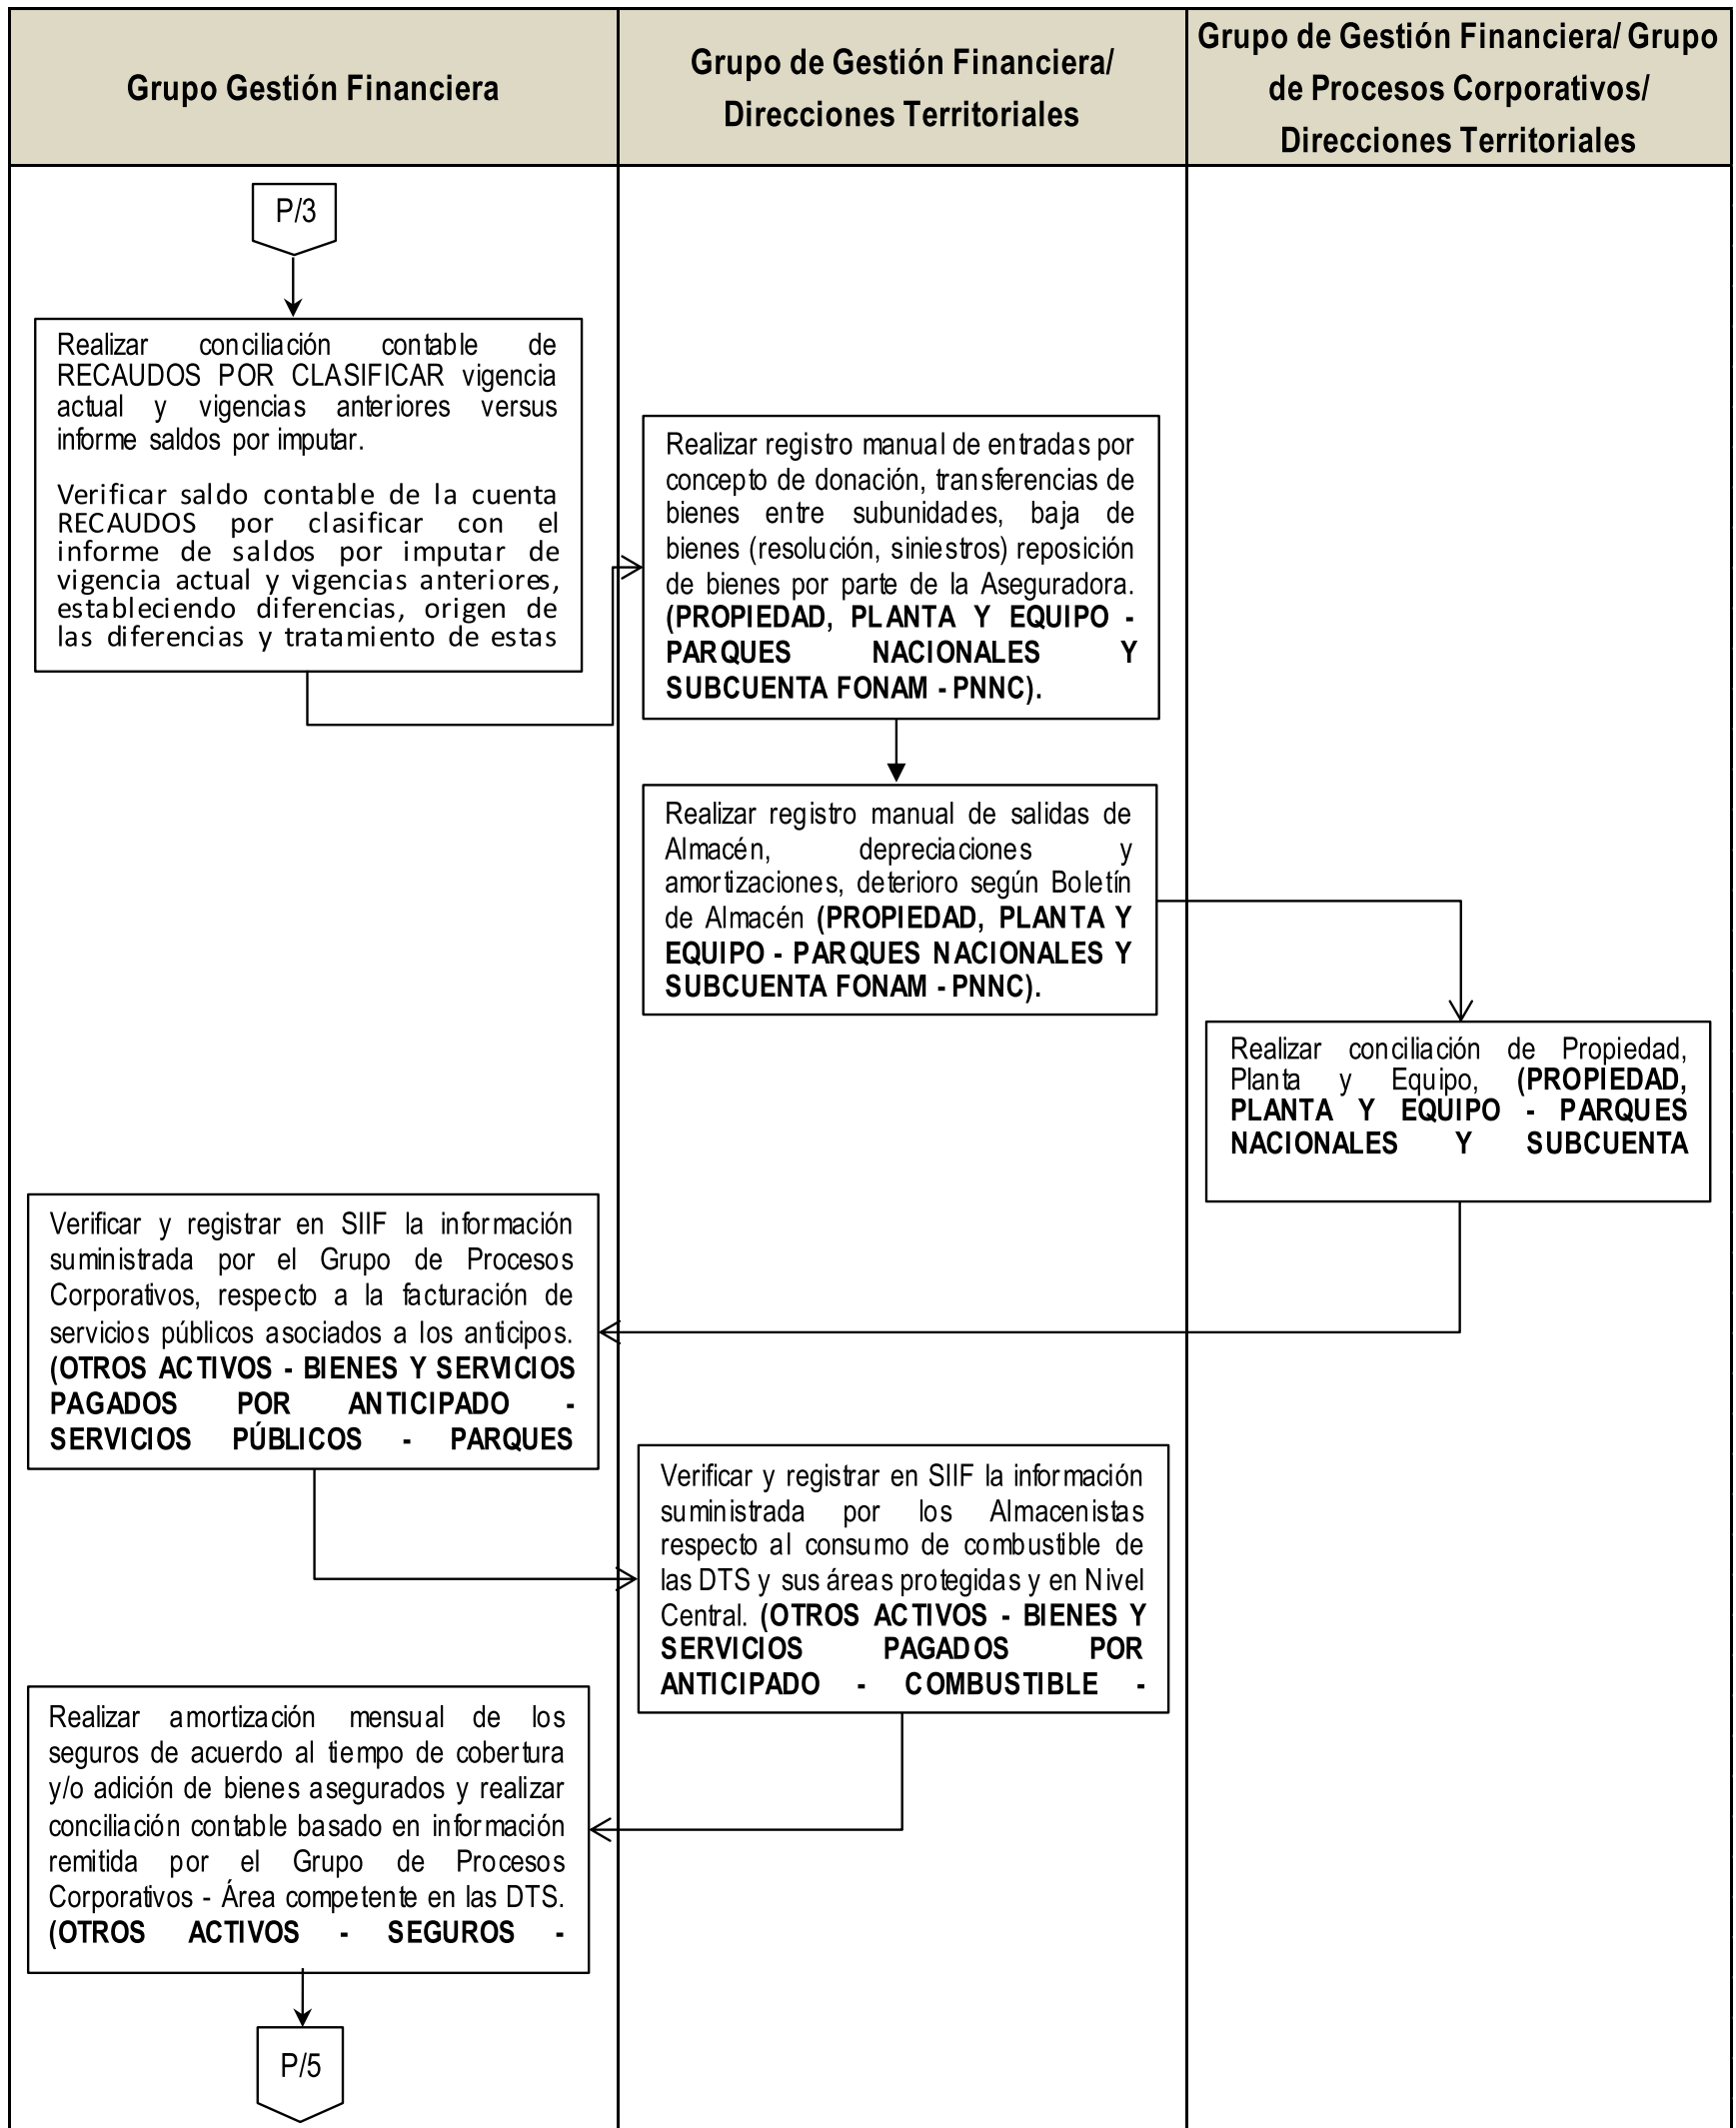 Grupo Gestión Financiera
Grupo de Gestión Financiera/
Direcciones Territoriales
Grupo de Gestión Financiera/ Grupo
de Procesos Corporativos/
Direcciones Territoriales
P/3
Realizar conciliación contable de
RECAUDOS POR CLASIFICAR vigencia
actual y vigencias anteriores versus
informe saldos por imputar.
Verificar saldo contable de la cuenta
RECAUDOS por clasificar con el
informe de saldos por imputar de
vigencia actual y vigencias anteriores,
estableciendo diferencias, origen de
las diferencias y tratamiento de estas
Realizar registro manual de entradas por
concepto de donación, transferencias de
bienes entre subunidades, baja de
bienes (resolución, siniestros) reposición
de bienes por parte de la Aseguradora.
(PROPIEDAD, PLANTA Y EQUIPO -
PARQUES NACIONALES Y
SUBCUENTA FONAM - PNNC).
Realizar registro manual de salidas de
Almacén, depreciaciones y
amortizaciones, deterioro según Boletín
de Almacén (PROPIEDAD, PLANTA Y
EQUIPO - PARQUES NACIONALES Y
SUBCUENTA FONAM - PNNC).
Realizar conciliación de Propiedad,
Planta y Equipo, (PROPIEDAD,
PLANTA Y EQUIPO - PARQUES
NACIONALES Y SUBCUENTA
Verificar y registrar en SIIF la información
suministrada por el Grupo de Procesos
Corporativos, respecto a la facturación de
servicios públicos asociados a los anticipos.
(OTROS ACTIVOS - BIENES Y SERVICIOS
PAGADOS POR ANTICIPADO -
SERVICIOS PÚBLICOS - PARQUES
Verificar y registrar en SIIF la información
suministrada por los Almacenistas
respecto al consumo de combustible de
las DTS y sus áreas protegidas y en Nivel
Central. (OTROS ACTIVOS - BIENES Y
SERVICIOS PAGADOS POR
ANTICIPADO - COMBUSTIBLE -
Realizar amortización mensual de los
seguros de acuerdo al tiempo de cobertura
y/o adición de bienes asegurados y realizar
conciliación contable basado en información
remitida por el Grupo de Procesos
Corporativos - Área competente en las DTS.
(OTROS ACTIVOS - SEGUROS -
P/5